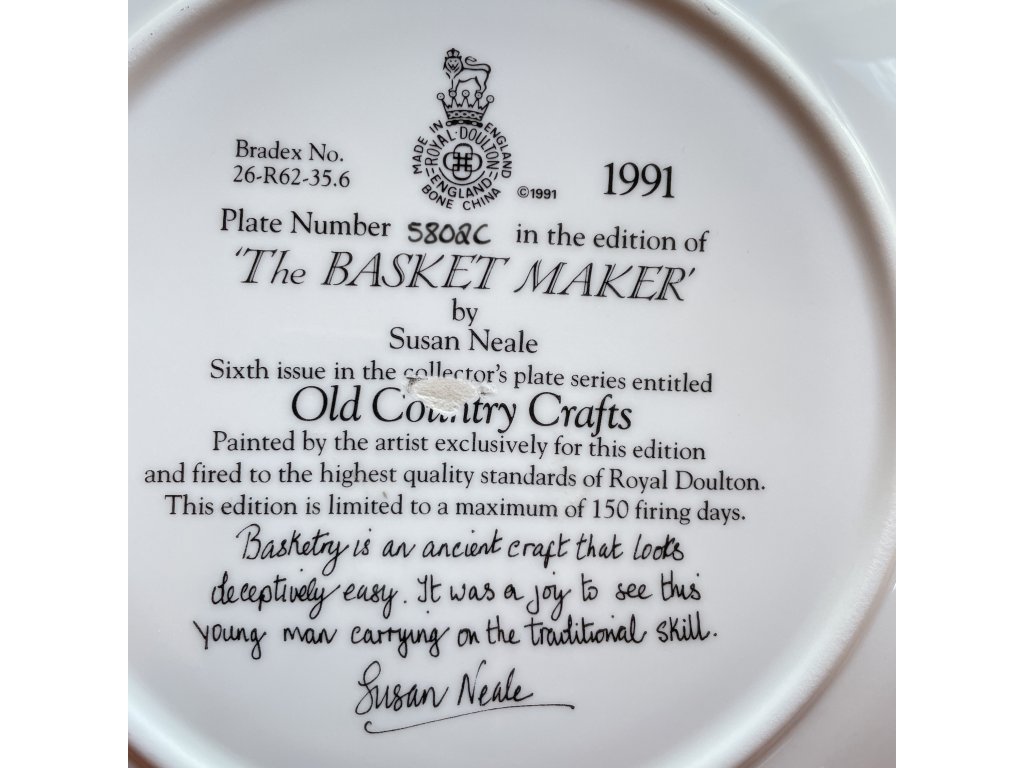 MADE IN ENGLAND
ROYAL·DOULTON
ENGLAND
BONE CHINA
©1991
Bradex No.
26-R62-35.6
1991
Plate Number 5802C in the edition of
'The BASKET MAKER'
by
Susan Neale
Sixth issue in the collector's plate series entitled
Old Country Crafts
Painted by the artist exclusively for this edition
and fired to the highest quality standards of Royal Doulton.
This edition is limited to a maximum of 150 firing days.
Basketry is an ancient craft that looks
deceptively easy. It was a joy to see this
young man carrying on the traditional skill.
Susan Neale